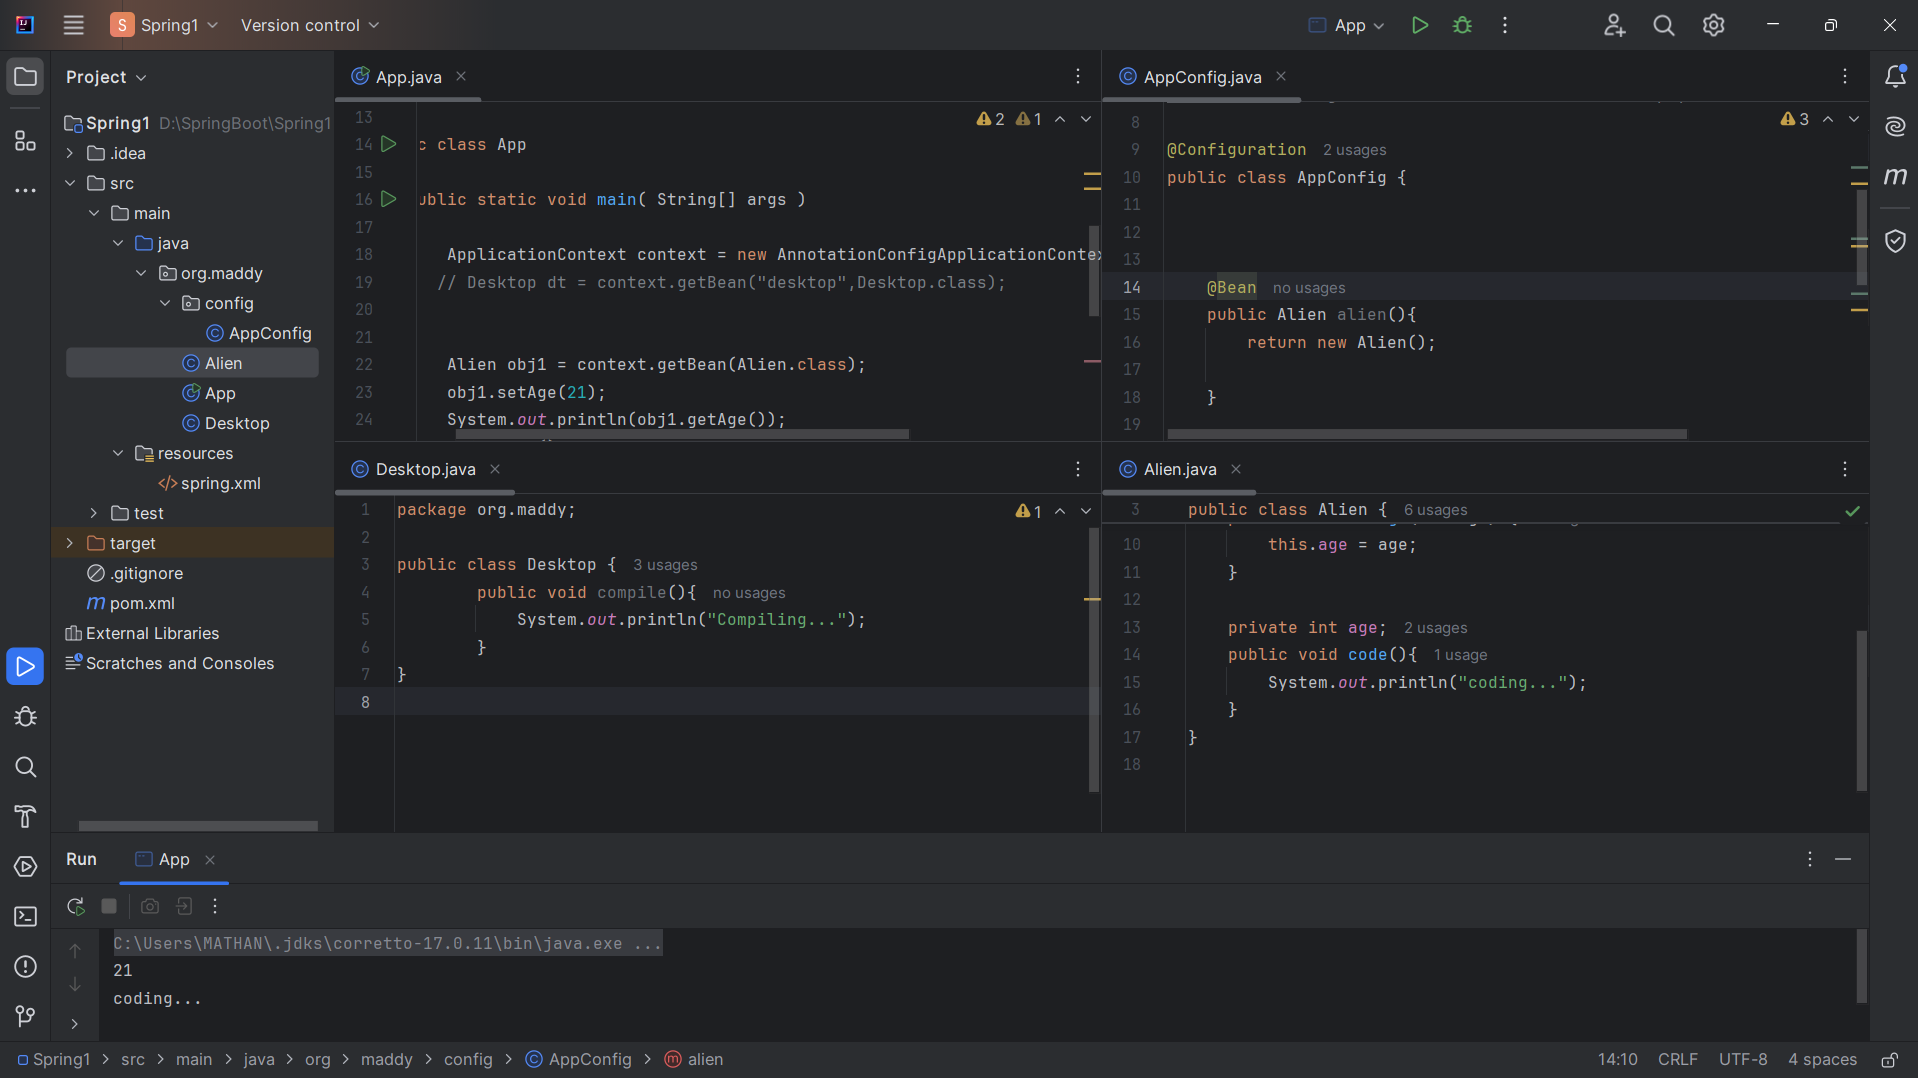 S Spring1 Version control App
Project
Spring1 D:\SpringBoot\Spring1
.idea
src
main
java
org.maddy
config
AppConfig
Alien
App
Desktop
resources
spring.xml
test
target
.gitignore
pom.xml
External Libraries
Scratches and Consoles
App.java
2 1
13
14 c class App
15
16 ublic static void main( String[] args )
17
18 ApplicationContext context = new AnnotationConfigApplicationContex
19 // Desktop dt = context.getBean("desktop",Desktop.class);
20
21
22 Alien obj1 = context.getBean(Alien.class);
23 obj1.setAge(21);
24 System.out.println(obj1.getAge());
AppConfig.java
3
8
9 @Configuration 2 usages
10 public class AppConfig {
11
12
13
14 @Bean no usages
15 public Alien alien(){
16 return new Alien();
17
18 }
19
Desktop.java
1
1 package org.maddy;
2
3 public class Desktop { 3 usages
4 public void compile(){ no usages
5 System.out.println("Compiling...");
6 }
7 }
8
Alien.java
3 public class Alien { 6 usages
10 this.age = age;
11 }
12
13 private int age; 2 usages
14 public void code(){ 1 usage
15 System.out.println("coding...");
16 }
17 }
18
Run App
C:\Users\MATHAN\.jdks\corretto-17.0.11\bin\java.exe ...
21
coding...
Spring1 > src > main > java > org > maddy > config > AppConfig > alien
14:10 CRLF UTF-8 4 spaces